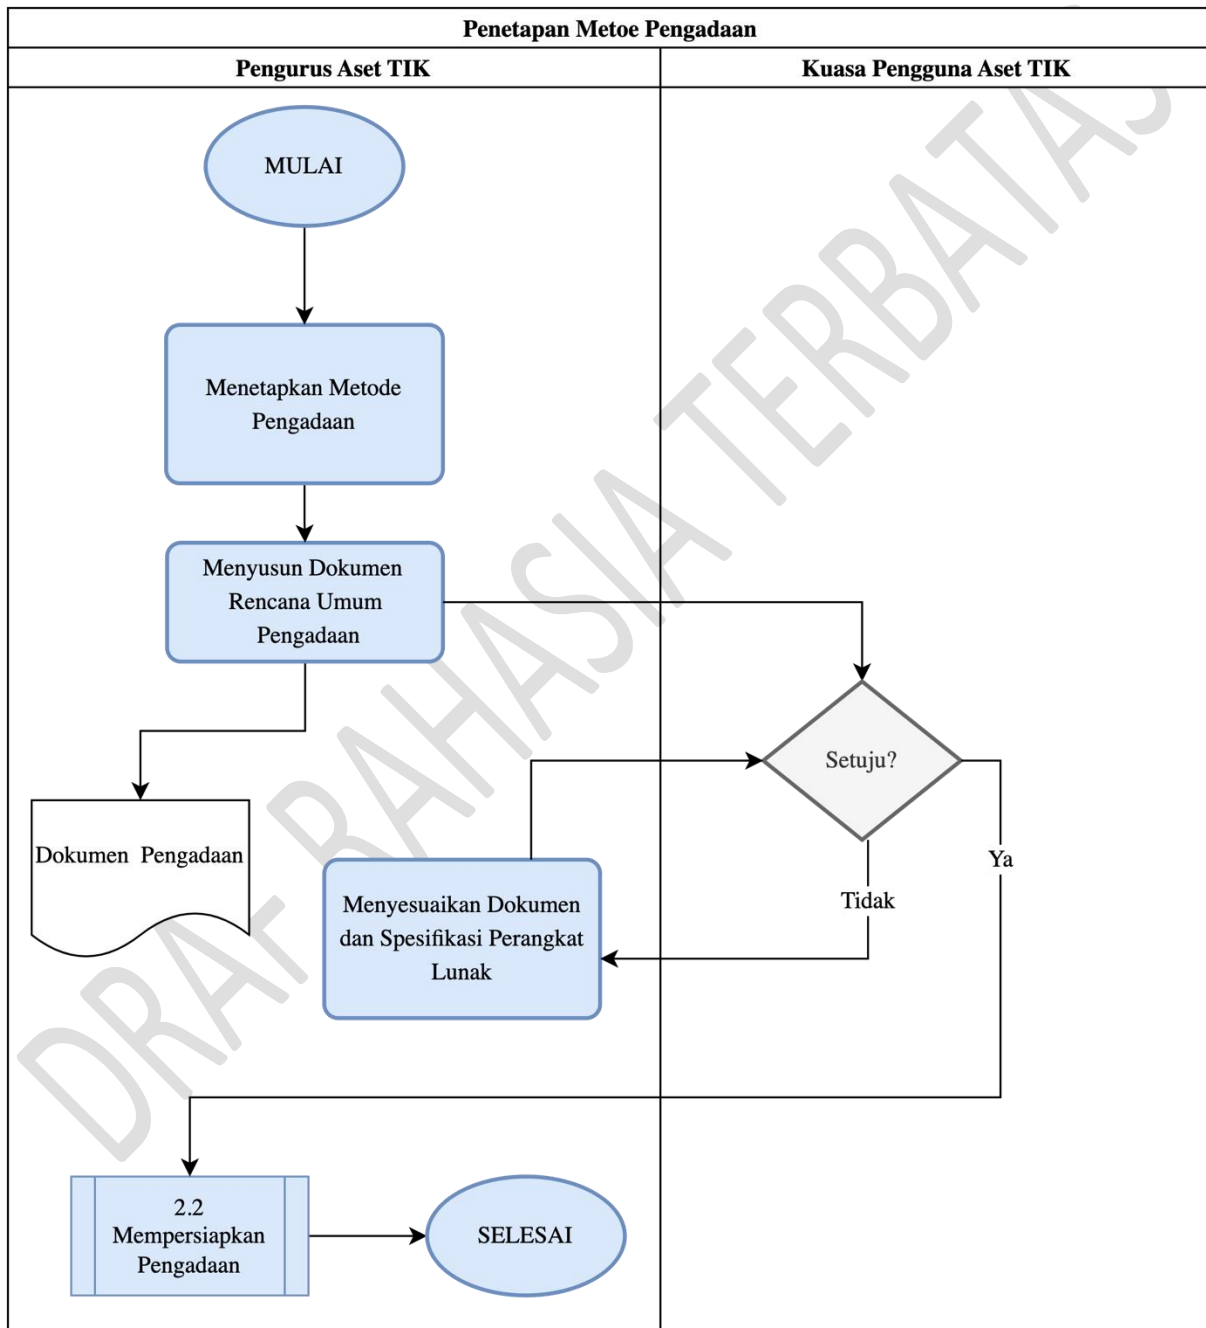 Penetapan Metoe Pengadaan
Pengurus Aset TIK
Kuasa Pengguna Aset TIK
MULAI
Menetapkan Metode
Pengadaan
Menyusun Dokumen
Rencana Umum
Pengadaan
Setuju?
Dokumen Pengadaan
Ya
Menyesuaikan Dokumen
dan Spesifikasi Perangkat
Lunak
Tidak
2.2
Mempersiapkan
Pengadaan
SELESAI
DRAF RAHASIA TERBATAS